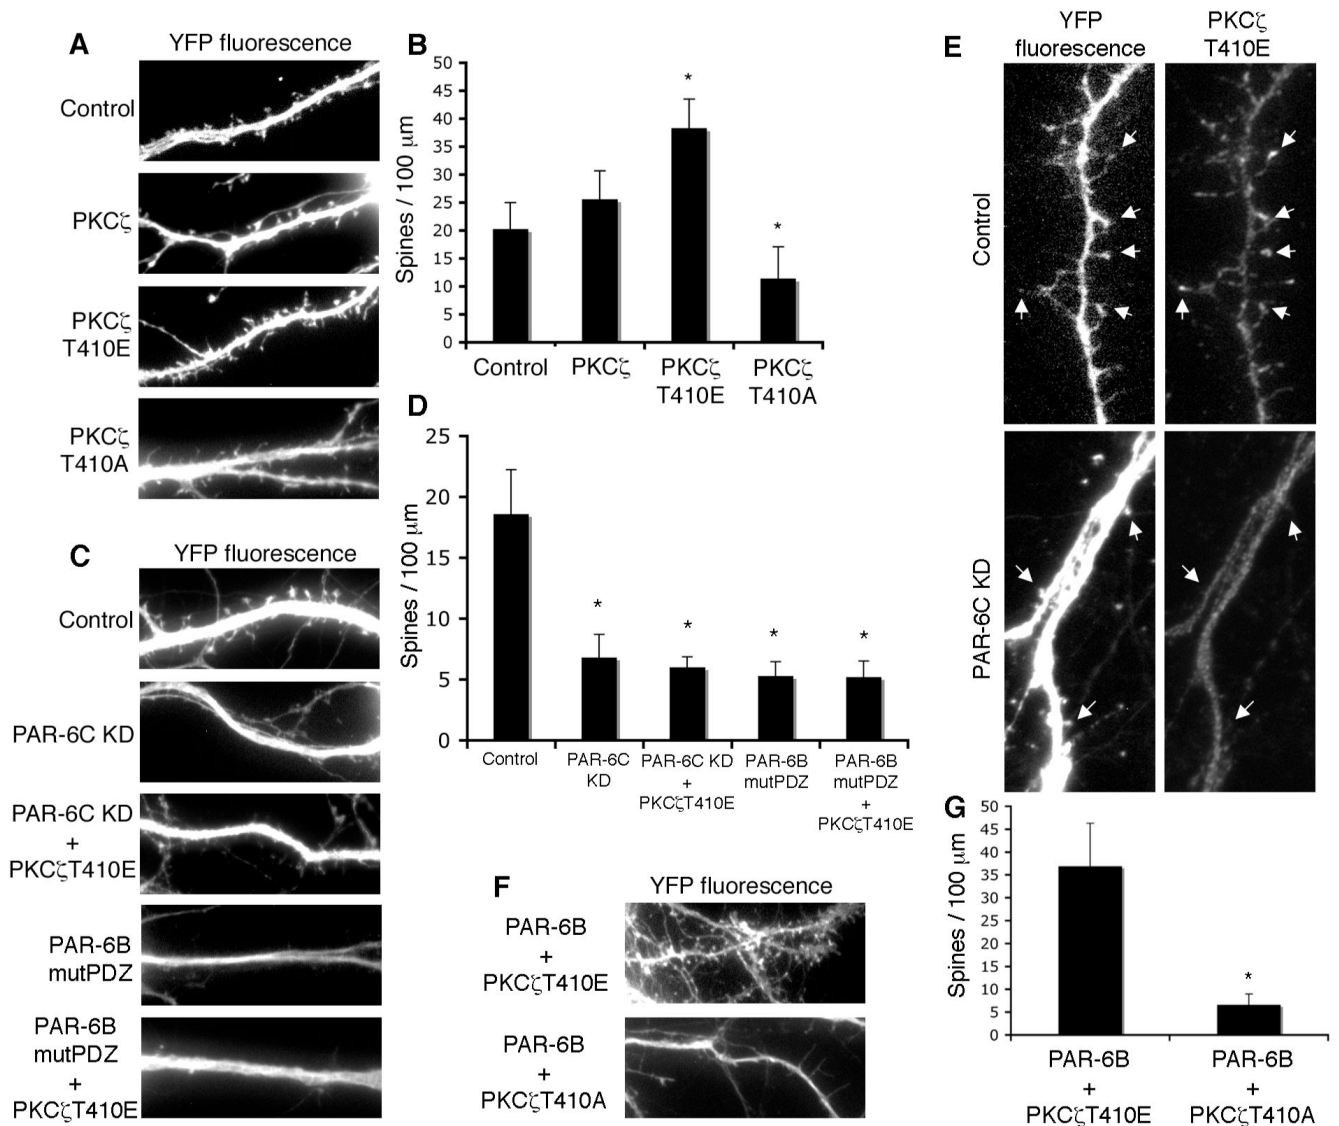 A
YFP fluorescence
Control
PKCζ
PKCζ
T410E
PKCζ
T410A
B
Spines / 100 µm
50
45
40
35
30
25
20
15
10
5
0
*
*
Control
PKCζ
PKCζ
T410E
PKCζ
T410A
C
YFP fluorescence
Control
PAR-6C KD
PAR-6C KD
+
PKCζT410E
PAR-6B
mutPDZ
PAR-6B
mutPDZ
+
PKCζT410E
D
Spines / 100 µm
25
20
15
10
5
0
*
*
*
*
Control
PAR-6C
KD
PAR-6C KD
+
PKCζT410E
PAR-6B
mutPDZ
PAR-6B
mutPDZ
+
PKCζT410E
E
YFP
fluorescence
PKCζ
T410E
Control
PAR-6C KD
F
YFP fluorescence
PAR-6B
+
PKCζT410E
PAR-6B
+
PKCζT410A
G
Spines / 100 µm
50
45
40
35
30
25
20
15
10
5
0
*
PAR-6B
+
PKCζT410E
PAR-6B
+
PKCζT410A